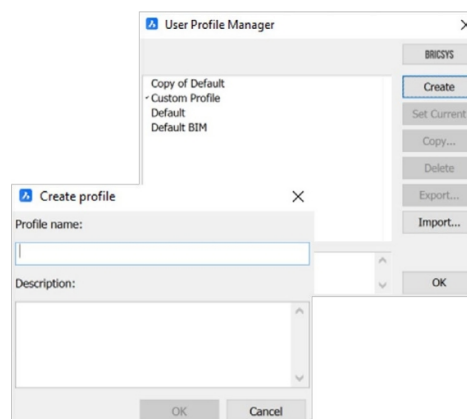 User Profile Manager
BRICSYS
Copy of Default
Custom Profile
Default
Default BIM
Create
Set Current
Copy...
Delete
Export...
Import...
OK
Create profile
Profile name:
Description:
OK
Cancel